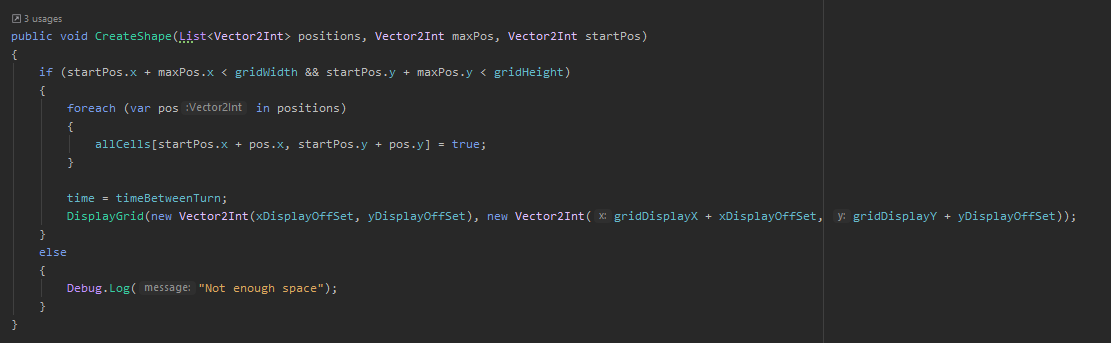 3 usages
public void CreateShape(List<Vector2Int> positions, Vector2Int maxPos, Vector2Int startPos)
{
if (startPos.x + maxPos.x < gridWidth && startPos.y + maxPos.y < gridHeight)
{
foreach (var pos :Vector2Int in positions)
{
allCells[startPos.x + pos.x, startPos.y + pos.y] = true;
}
time = timeBetweenTurn;
DisplayGrid(new Vector2Int(xDisplayOffSet, yDisplayOffSet), new Vector2Int( x: gridDisplayX + xDisplayOffSet, y: gridDisplayY + yDisplayOffSet));
}
else
{
Debug.Log( message: "Not enough space");
}
}